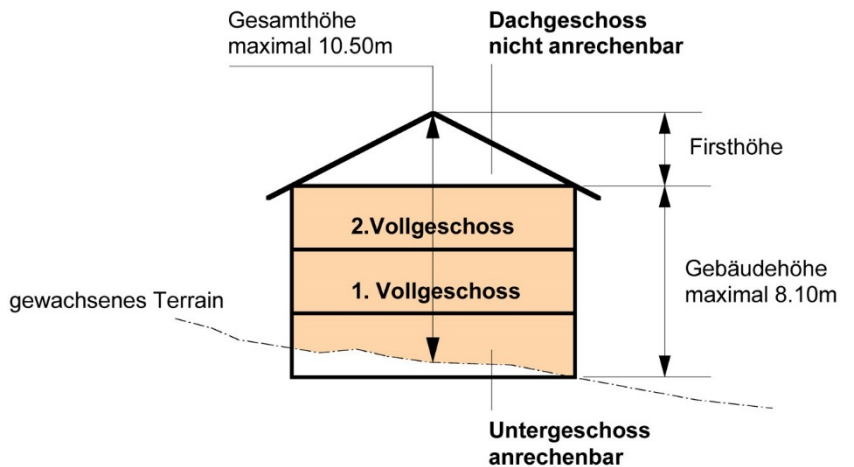 Gesamthöhe
maximal 10.50m
Dachgeschoss
nicht anrechenbar
Firsthöhe
2.Vollgeschoss
1. Vollgeschoss
Gebäudehöhe
maximal 8.10m
gewachsenes Terrain
Untergeschoss
anrechenbar